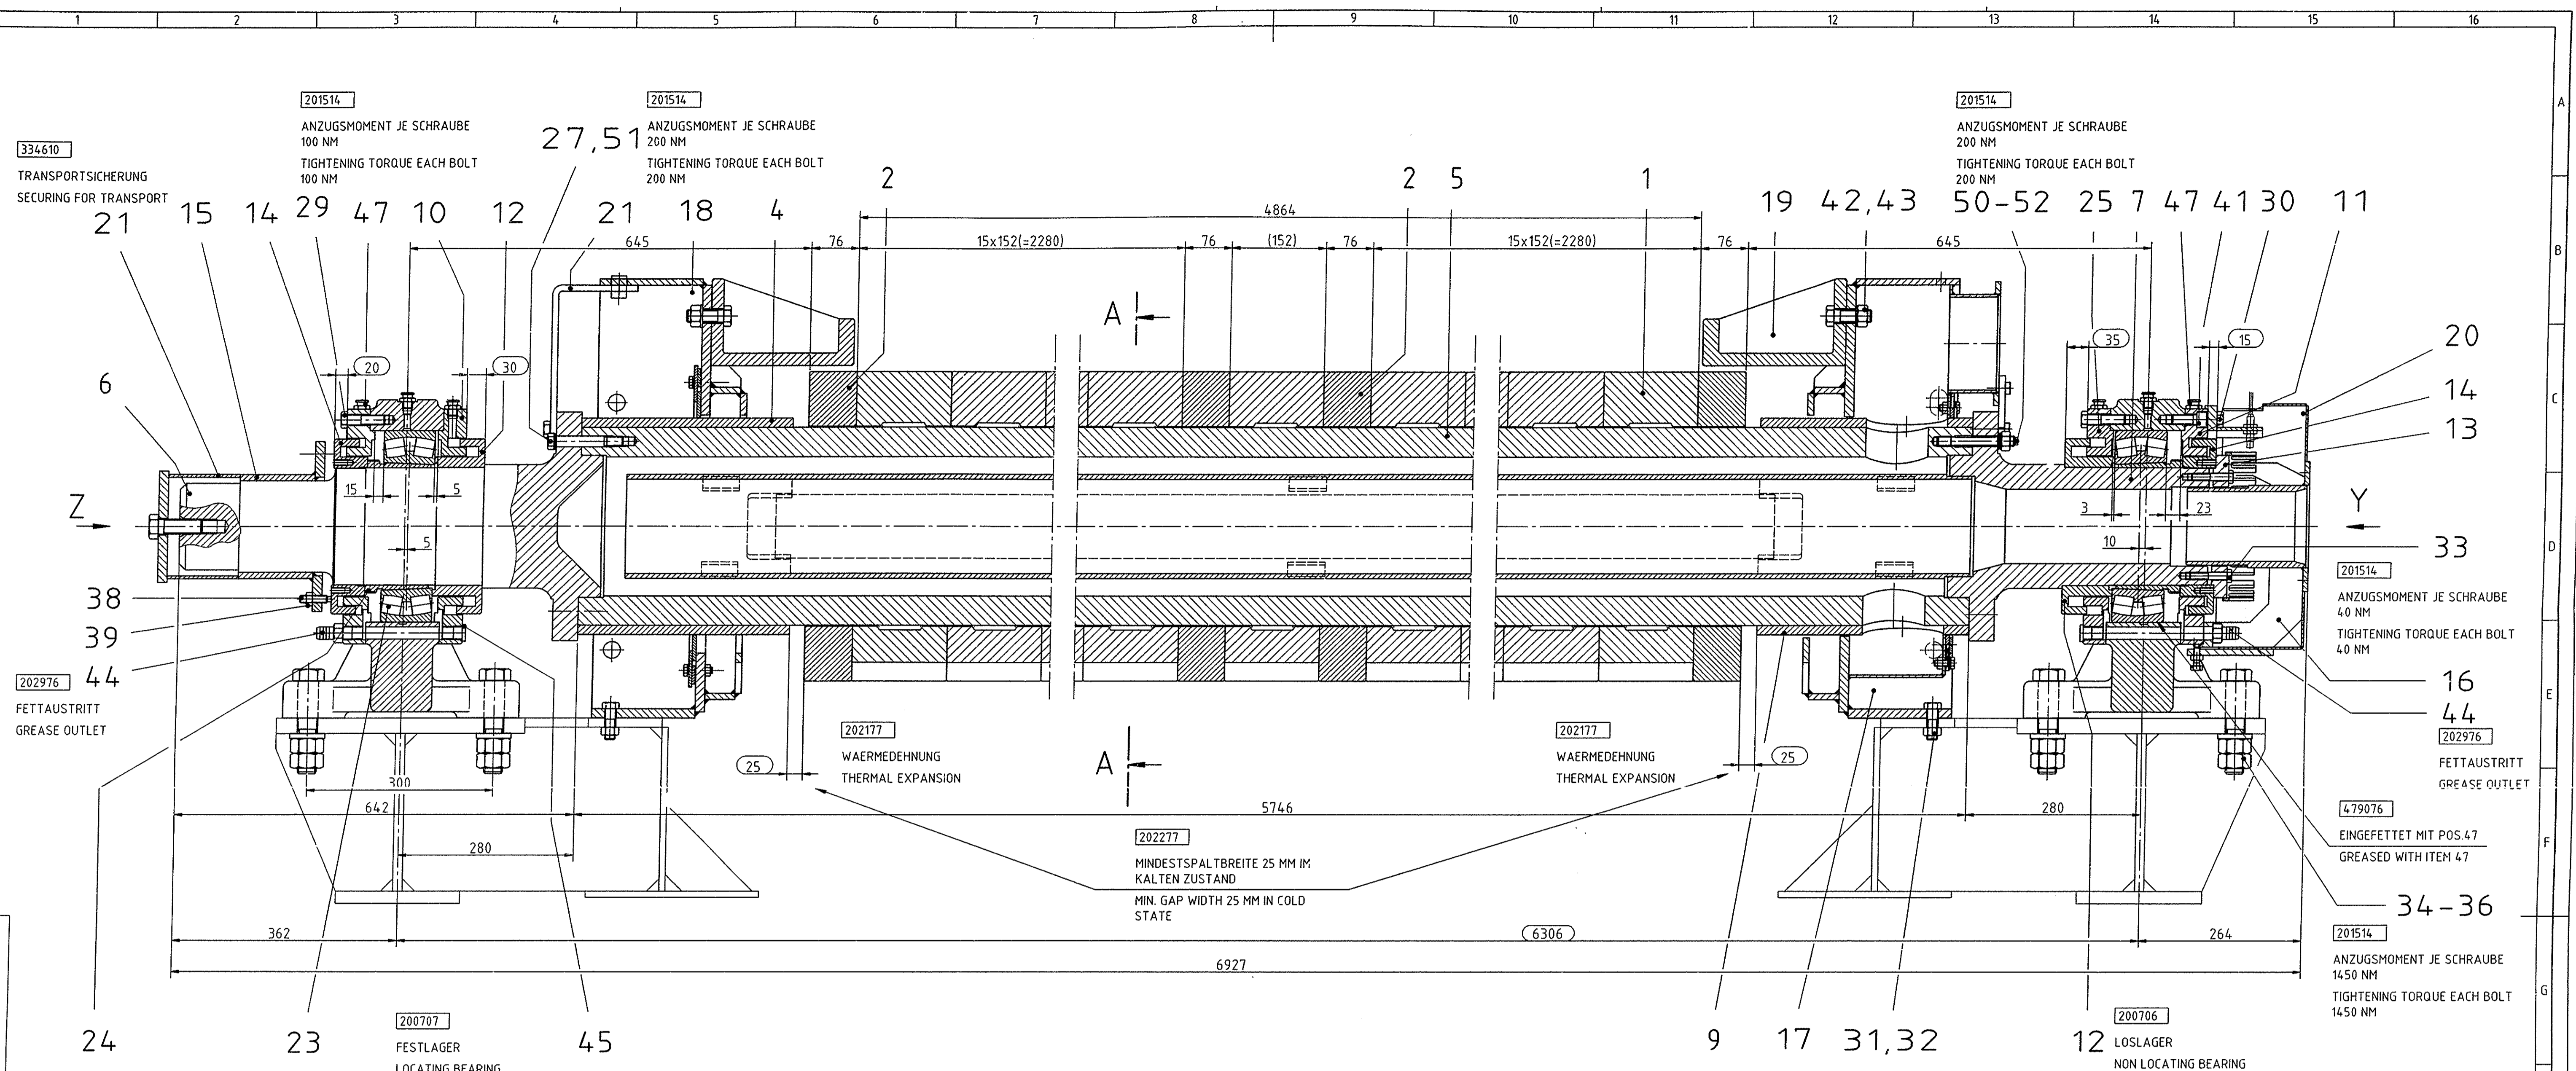 1 2 3 4 5 6 7 8 9 10 11 12 13 14 15 16
A
B
C
D
E
F
G
334610
TRANSPORTSICHERUNG
SECURING FOR TRANSPORT
201514
ANZUGSMOMENT JE SCHRAUBE
100 NM
TIGHTENING TORQUE EACH BOLT
100 NM
27,51
201514
ANZUGSMOMENT JE SCHRAUBE
200 NM
TIGHTENING TORQUE EACH BOLT
200 NM
201514
ANZUGSMOMENT JE SCHRAUBE
200 NM
TIGHTENING TORQUE EACH BOLT
200 NM
21 15 14 29 47 10 12 21 18 4 2 2 5 1 19 42,43 50-52 25 7 47 41 30 11
4864
645 76 15x152(=2280) 76 (152) 76 15x152(=2280) 76 645
A
20 30 35 15
20
6
14
13
15 5
3 23
Z
Y
5
10
33
38
39
44
201514
ANZUGSMOMENT JE SCHRAUBE
40 NM
TIGHTENING TORQUE EACH BOLT
40 NM
202976
FETTAUSTRITT
GREASE OUTLET
16
44
202976
FETTAUSTRITT
GREASE OUTLET
202177
WAERMEDEHNUNG
THERMAL EXPANSION
202177
WAERMEDEHNUNG
THERMAL EXPANSION
25
A
25
300
642 5746 280
280
202277
MINDESTSPALTBREITE 25 MM IM
KALTEN ZUSTAND
MIN. GAP WIDTH 25 MM IN COLD
STATE
479076
EINGEFETTET MIT POS.47
GREASED WITH ITEM 47
34-36
362 6306 264
6927
201514
ANZUGSMOMENT JE SCHRAUBE
1450 NM
TIGHTENING TORQUE EACH BOLT
1450 NM
24 23 45 9 17 31,32 12
200707
FESTLAGER
LOCATING BEARING
200706
LOSLAGER
NON LOCATING BEARING